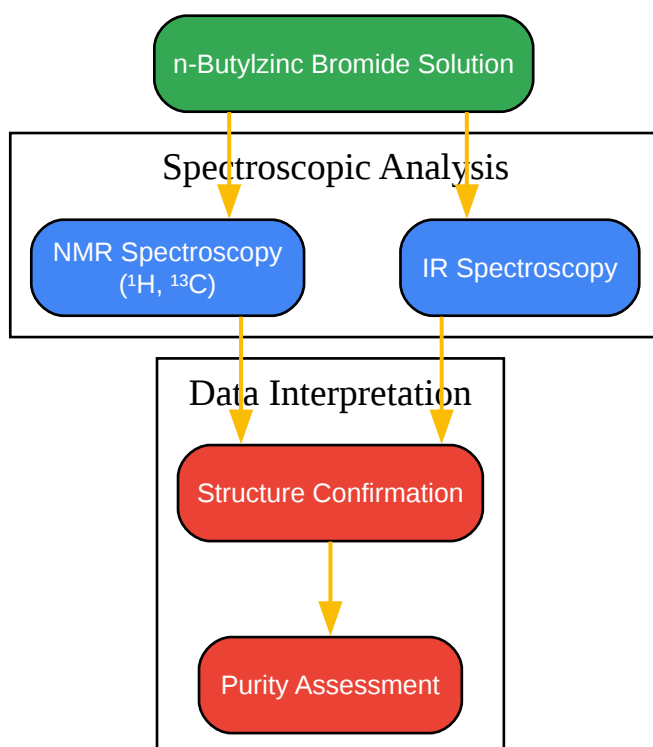 n-Butylzinc Bromide Solution
Spectroscopic Analysis
NMR Spectroscopy
(¹H, ¹³C)
IR Spectroscopy
Data Interpretation
Structure Confirmation
Purity Assessment